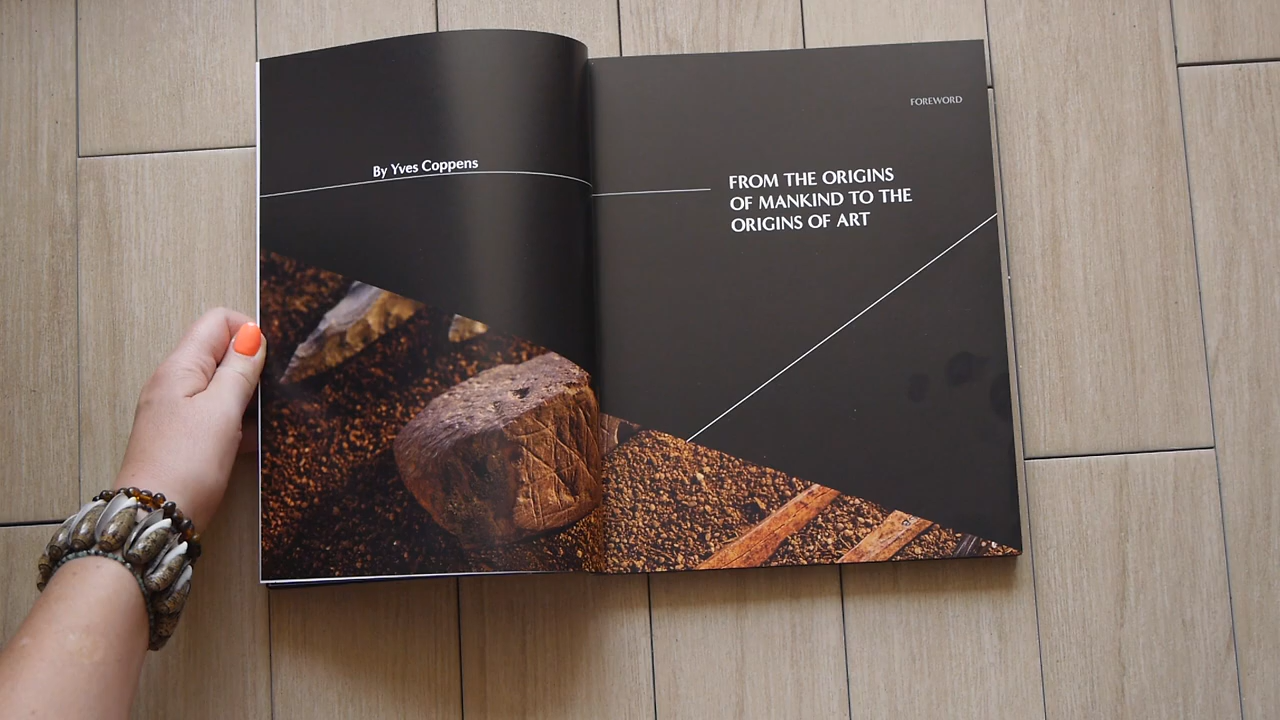 By Yves Coppens
FOREWORD
FROM THE ORIGINS
OF MANKIND TO THE
ORIGINS OF ART